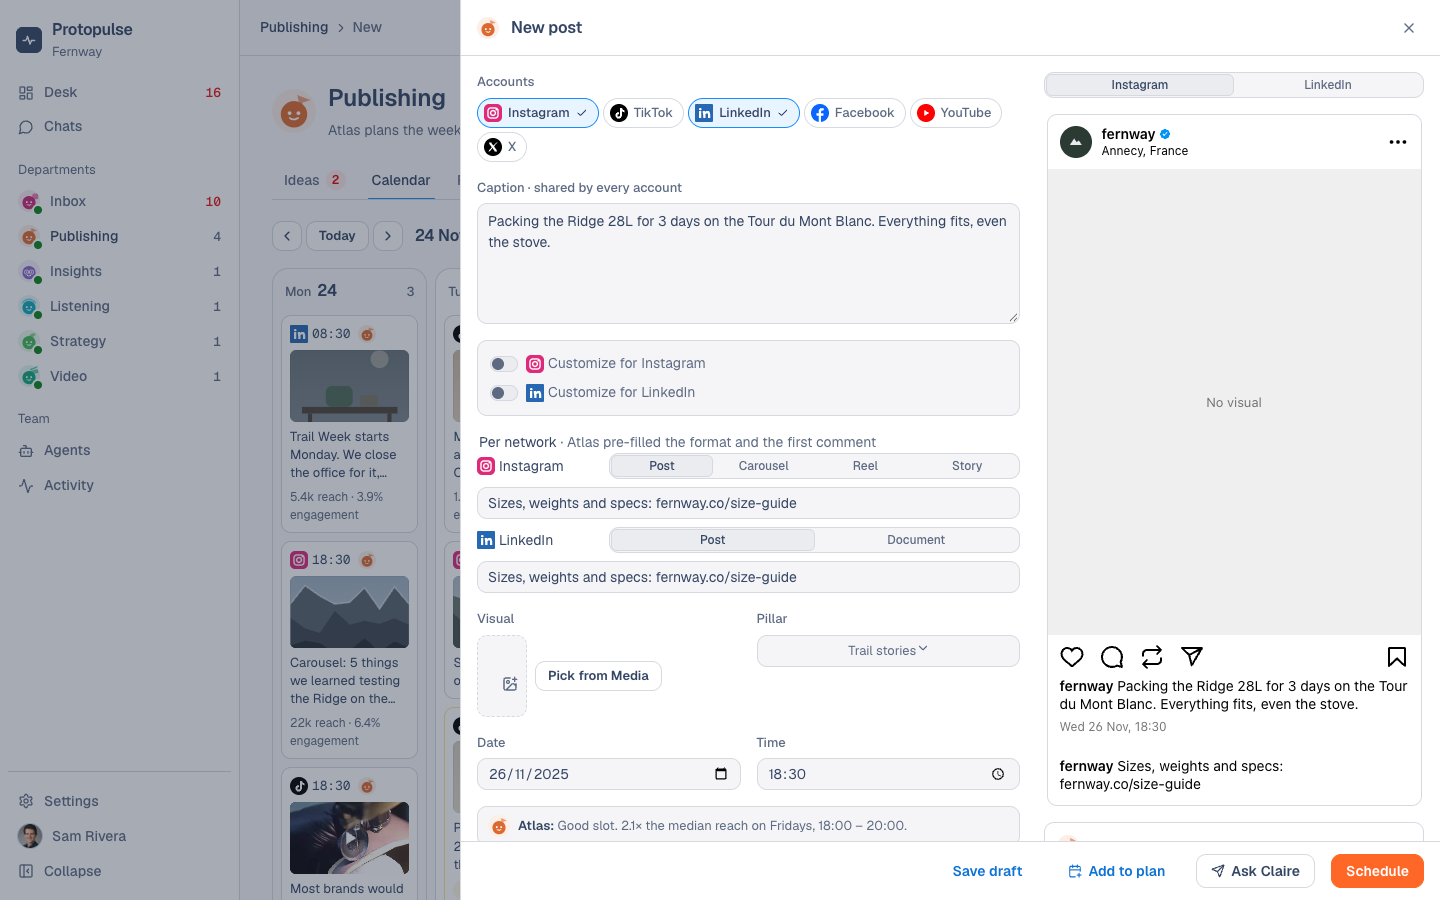 Protopulse
Fernway
Desk 16
Chats
Departments
Inbox 10
Publishing 4
Insights 1
Listening 1
Strategy 1
Video 1
Team
Agents
Activity
Settings
Sam Rivera
Collapse
Publishing > New
Publishing
Atlas plans the week
Ideas 2 Calendar
Today 24 Nov
Mon 24 3
08:30
Trail Week starts
Monday. We close
the office for it,…
5.4k reach · 3.9%
engagement
18:30
Carousel: 5 things
we learned testing
the Ridge on the…
22k reach · 6.4%
engagement
18:30
Most brands would
New post
Accounts
Instagram TikTok LinkedIn Facebook YouTube
X
Caption · shared by every account
Packing the Ridge 28L for 3 days on the Tour du Mont Blanc. Everything fits, even
the stove.
Customize for Instagram
Customize for LinkedIn
Per network · Atlas pre-filled the format and the first comment
Instagram Post Carousel Reel Story
Sizes, weights and specs: fernway.co/size-guide
LinkedIn Post Document
Sizes, weights and specs: fernway.co/size-guide
Visual Pillar
Pick from Media Trail stories
Date Time
26/11/2025 18:30
Atlas: Good slot. 2.1× the median reach on Fridays, 18:00 – 20:00.
Instagram LinkedIn
fernway
Annecy, France
No visual
fernway Packing the Ridge 28L for 3 days on the Tour
du Mont Blanc. Everything fits, even the stove.
Wed 26 Nov, 18:30
fernway Sizes, weights and specs:
fernway.co/size-guide
Save draft Add to plan Ask Claire Schedule